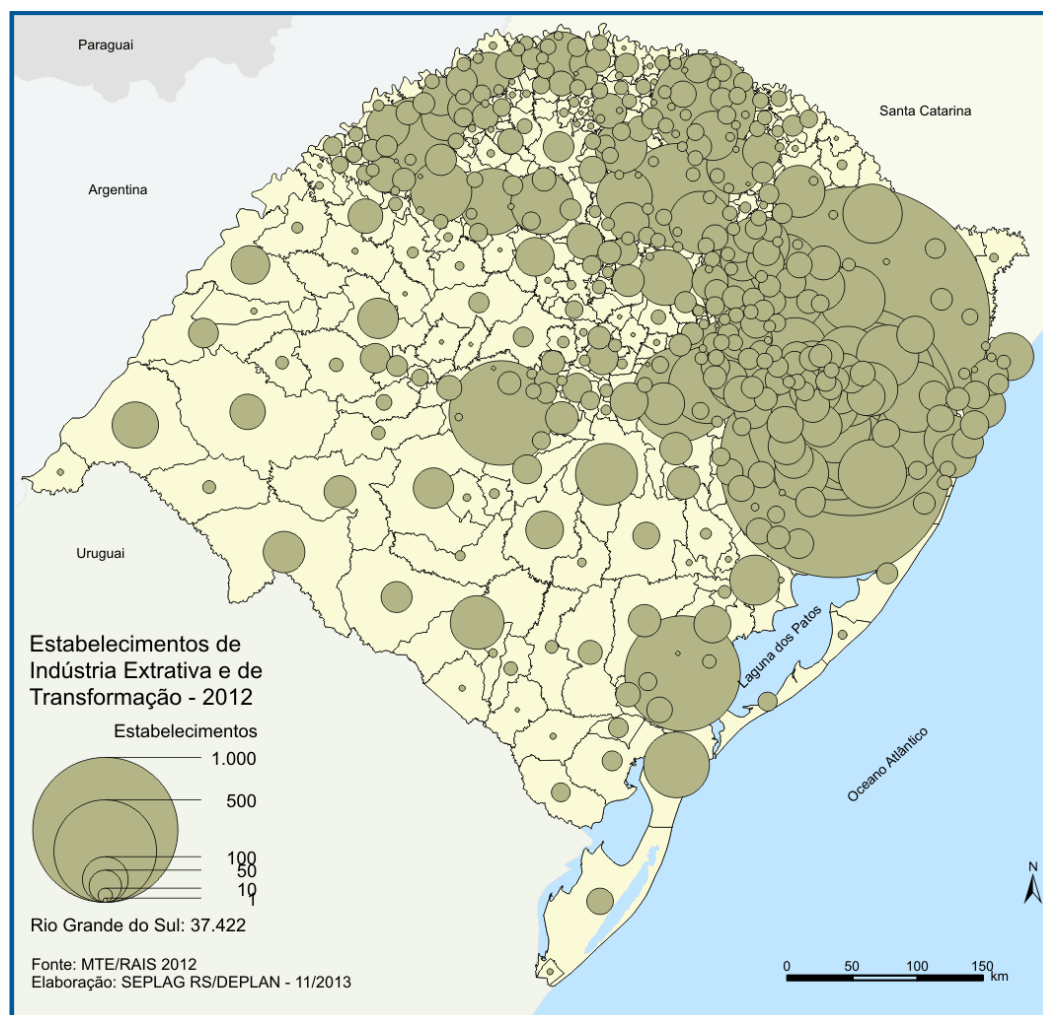 Paraguai
Santa Catarina
Argentina
Uruguai
Laguna dos Patos
Oceano Atlântico
Estabelecimentos de
Indústria Extrativa e de
Transformação - 2012
Estabelecimentos
1.000
500
100
50
10
1
Rio Grande do Sul: 37.422
Fonte: MTE/RAIS 2012
Elaboração: SEPLAG RS/DEPLAN - 11/2013
N
0 50 100 150
km